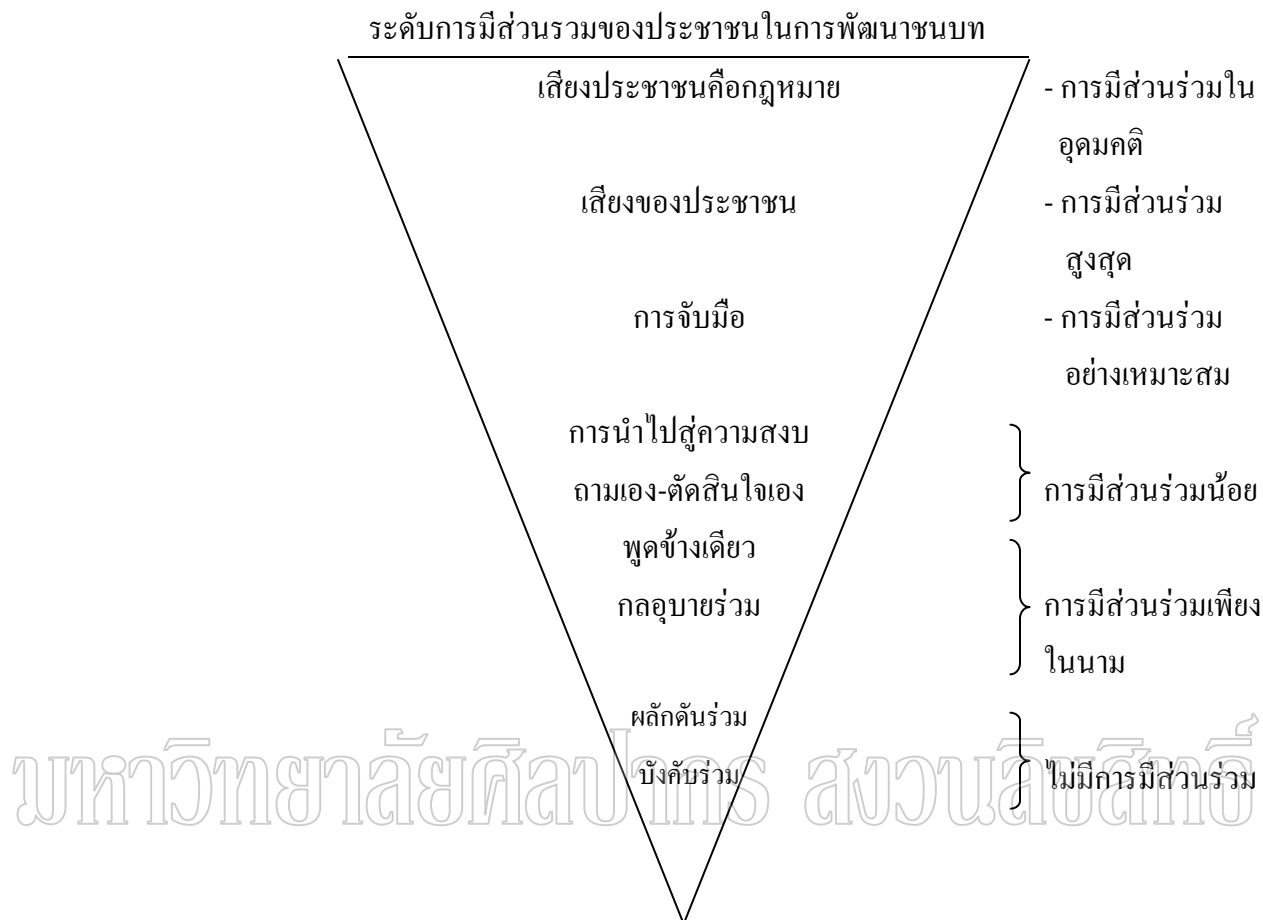 ระดับการมีส่วนรวมของประชาชนในการพัฒนาชนบท
เสียงประชาชนคือกฎหมาย - การมีส่วนร่วมใน
อุดมคติ
เสียงของประชาชน - การมีส่วนร่วม
สูงสุด
การจับมือ - การมีส่วนร่วม
อย่างเหมาะสม
การนำไปสู่ความสงบ
ถามเอง-ตัดสินใจเอง การมีส่วนร่วมน้อย
พูดข้างเดียว
กลอุบายร่วม การมีส่วนร่วมเพียง
ในนาม
ผลักดันร่วม
บังคับร่วม ไม่มีการมีส่วนร่วม
มหาวิทยาลัยศิลปากร สงวนลิขสิทธิ์